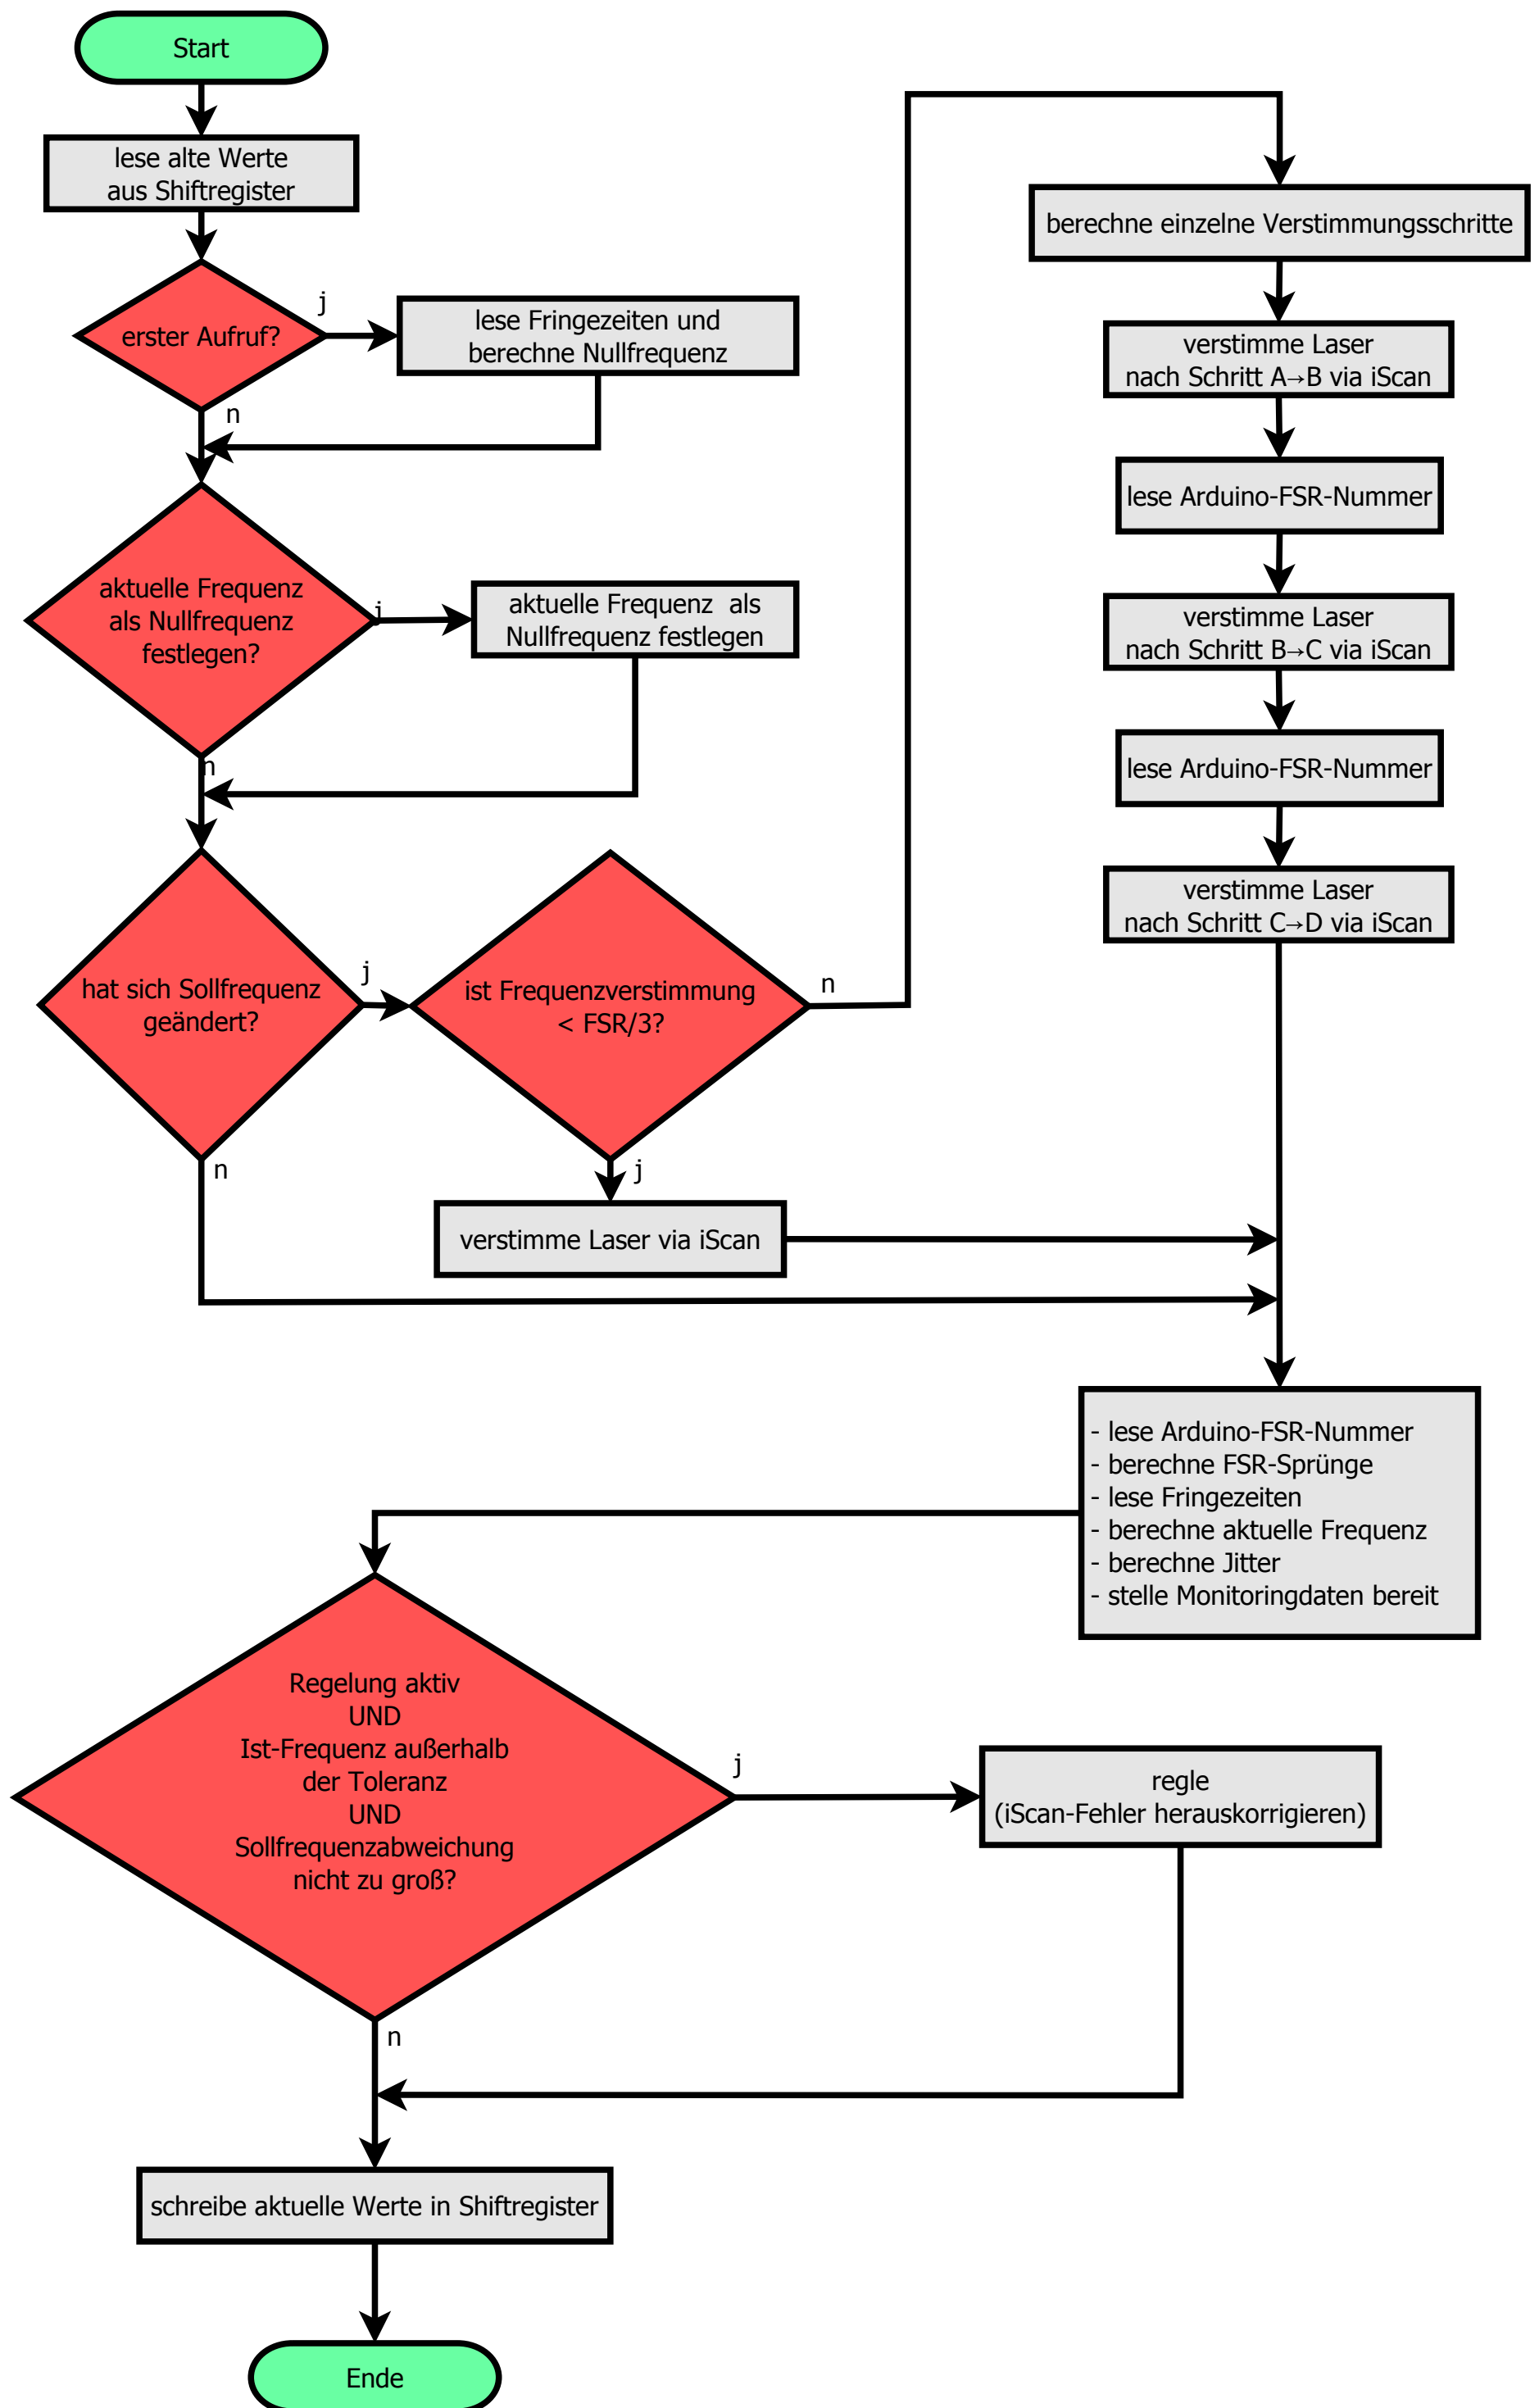 Start
lese alte Werte
aus Shiftregister
erster Aufruf?
j
lese Fringezeiten und
berechne Nullfrequenz
n
aktuelle Frequenz
als Nullfrequenz
festlegen?
j
aktuelle Frequenz  als
Nullfrequenz festlegen
n
hat sich Sollfrequenz
geändert?
j
ist Frequenzverstimmung
< FSR/3?
n
j
verstimme Laser via iScan
n
berechne einzelne Verstimmungsschritte
verstimme Laser
nach Schritt A→B via iScan
lese Arduino-FSR-Nummer
verstimme Laser
nach Schritt B→C via iScan
lese Arduino-FSR-Nummer
verstimme Laser
nach Schritt C→D via iScan
- lese Arduino-FSR-Nummer
- berechne FSR-Sprünge
- lese Fringezeiten
- berechne aktuelle Frequenz
- berechne Jitter
- stelle Monitoringdaten bereit
Regelung aktiv
UND
Ist-Frequenz außerhalb
der Toleranz
UND
Sollfrequenzabweichung
nicht zu groß?
j
regle
(iScan-Fehler herauskorrigieren)
n
schreibe aktuelle Werte in Shiftregister
Ende